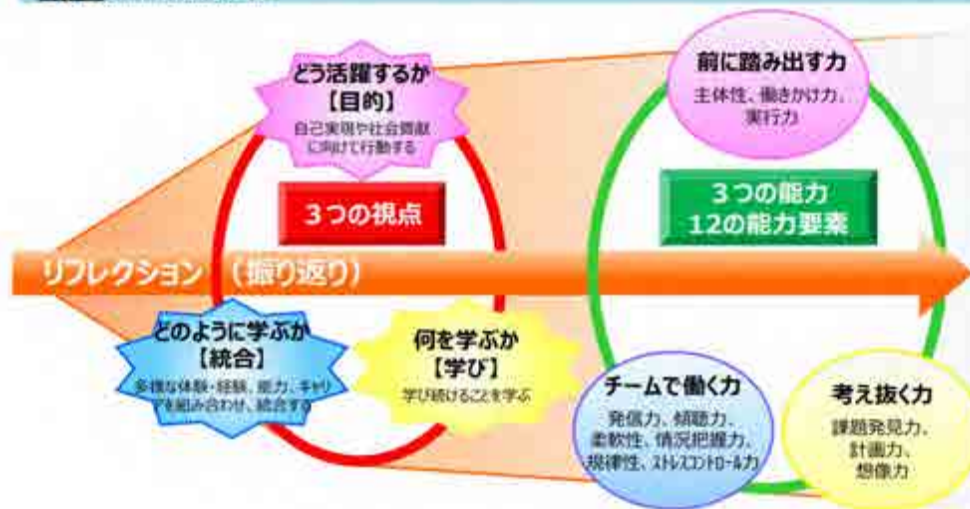 どう活躍するか
【目的】
自己実現や社会貢献
に向けて行動する
前に踏み出す力
主体性、働きかけ力、
実行力
3つの視点
3つの能力
12の能力要素
リフレクション (振り返り)
どのように学ぶか
【統合】
多様な体験・経験、能力、キャリ
アを組み合わせ、統合する
何を学ぶか
【学び】
学び続けることを学ぶ
チームで働く力
発信力、傾聴力、
柔軟性、情況把握力、
規律性、ストレスコントロール力
考え抜く力
課題発見力、
計画力、
想像力